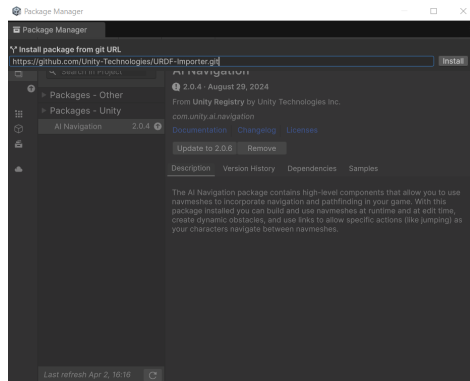 Package Manager
Package Manager
Install package from git URL
https://github.com/Unity-Technologies/URDF-Importer.git
Install
Search in Project
AI Navigation
Packages - Other
Packages - Unity
AI Navigation 2.0.4
2.0.4 · August 29, 2024
From Unity Registry by Unity Technologies Inc.
com.unity.ai.navigation
Documentation Changelog Licenses
Update to 2.0.6 Remove
Description Version History Dependencies Samples
The AI Navigation package contains high-level components that allow you to use
navmeshes to incorporate navigation and pathfinding in your game. With this
package installed you can build and use navmeshes at runtime and at edit time,
create dynamic obstacles, and use links to allow specific actions (like jumping) as
your characters navigate between navmeshes.
Last refresh Apr 2, 16:16